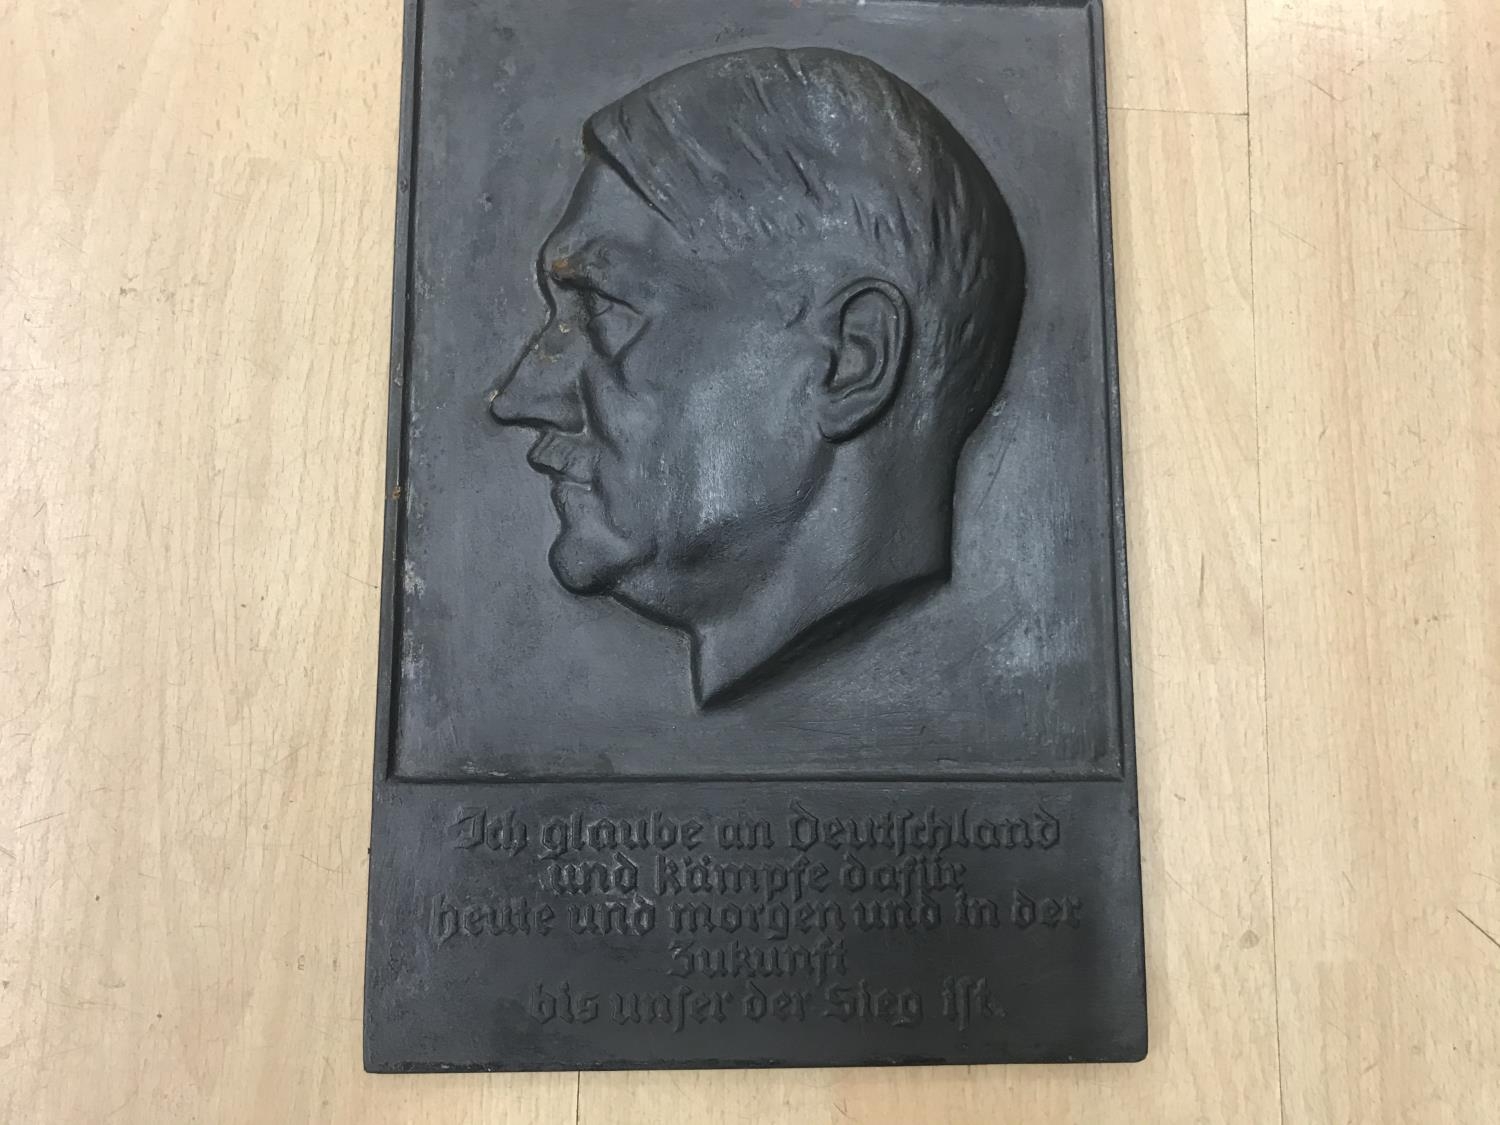 Ich glaube an Deutschland
und kämpfe dafür
heute und morgen und in der
Zukunft
bis unser der Sieg ist.